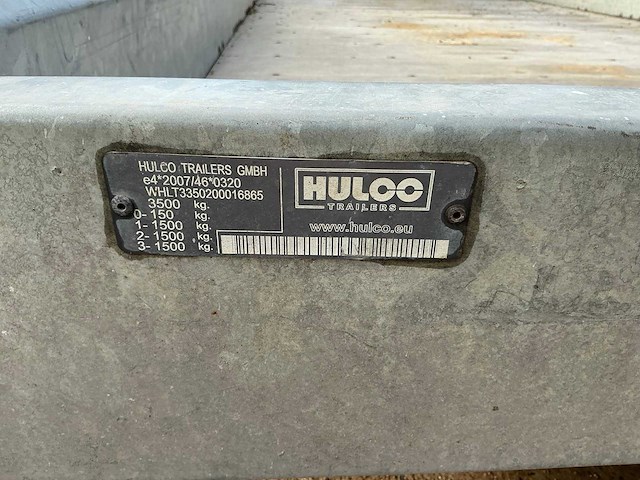 HULCO TRAILERS GMBH
e4*2007/46*0320
WHLT3350200016865
3500 kg.
0- 150 kg.
1- 1500 kg.
2- 1500 kg.
3- 1500 kg.
HULCO
TRAILERS
www.hulco.eu